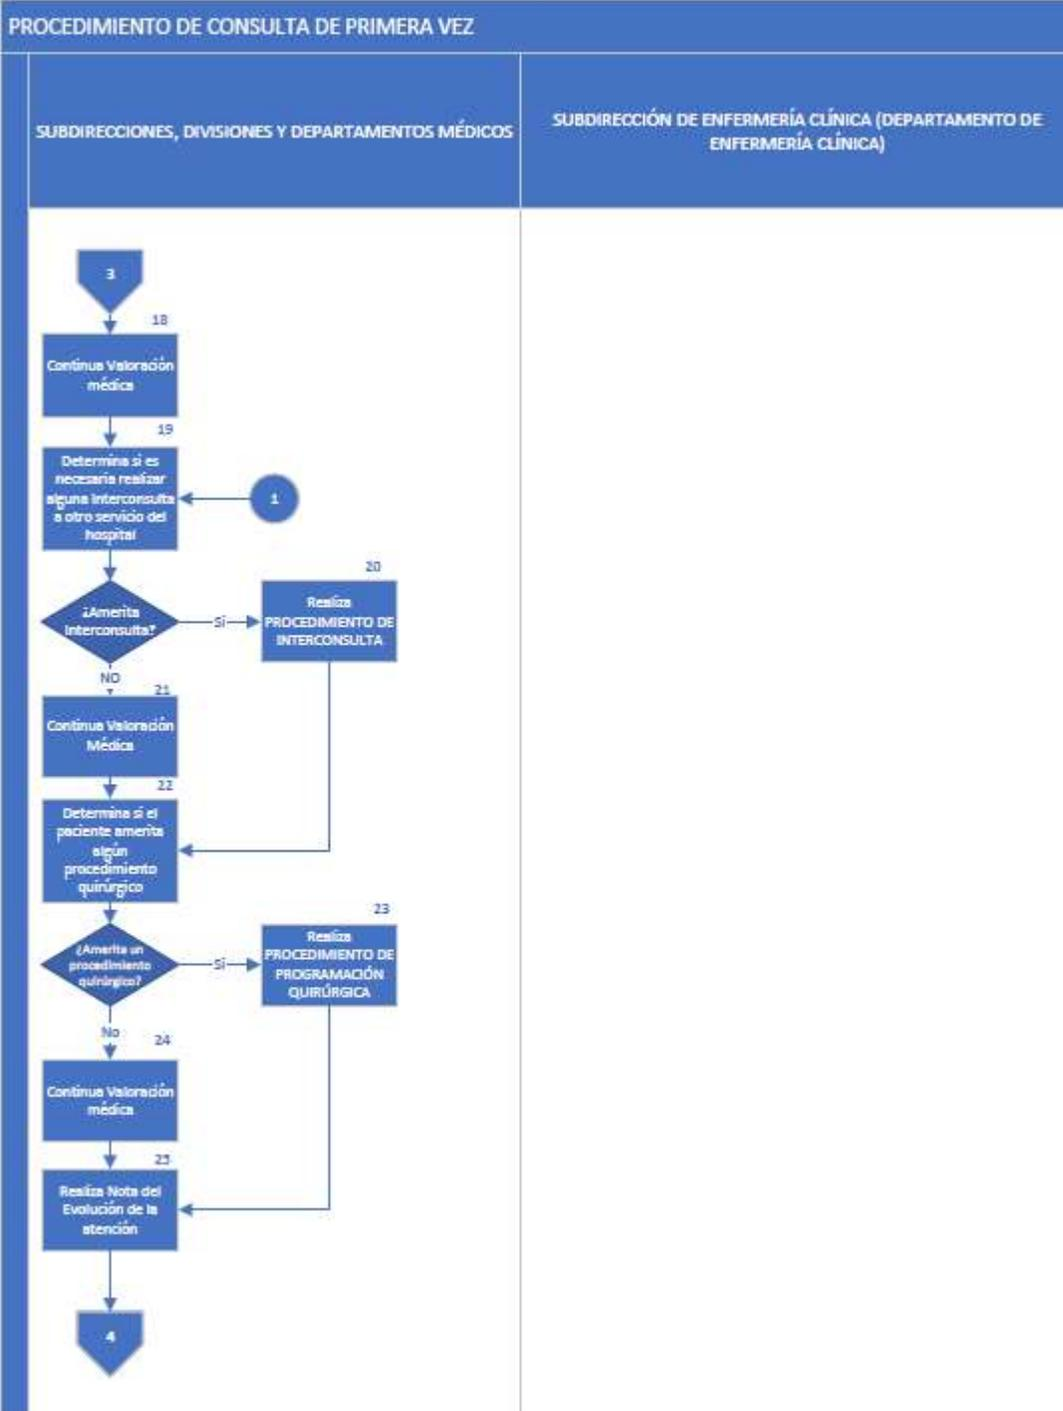 PROCEDIMIENTO DE CONSULTA DE PRIMERA VEZ
SUBDIRECCIONES, DIVISIONES Y DEPARTAMENTOS MÉDICOS
SUBDIRECCIÓN DE ENFERMERÍA CLÍNICA (DEPARTAMENTO DE
ENFERMERÍA CLÍNICA)
3
18
Continua Valoración
médica
19
Determina si es
necesaria realizar
alguna Interconsulta
a otro servicio del
hospital
1
20
¿Amerita
Interconsulta?
Sí
Realiza
PROCEDIMIENTO DE
INTERCONSULTA
NO
21
Continua Valoración
Médica
22
Determina si el
paciente amerita
algún
procedimiento
quirúrgico
23
¿Amerita un
procedimiento
quirúrgico?
Sí
Realiza
PROCEDIMIENTO DE
PROGRAMACIÓN
QUIRÚRGICA
No
24
Continua Valoración
médica
25
Realiza Nota del
Evolución de la
atención
4